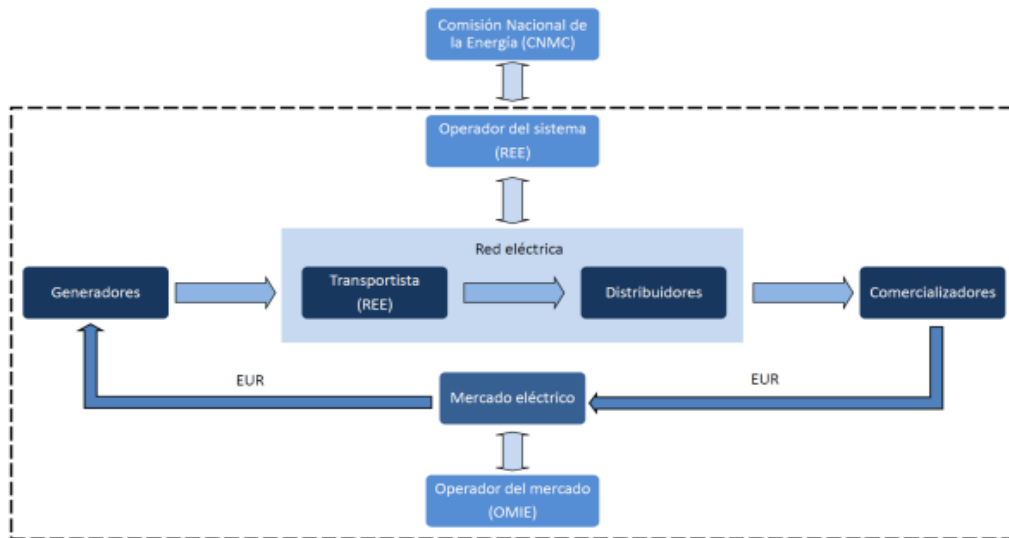 Comisión Nacional de
la Energía (CNMC)
Operador del sistema
(REE)
Red eléctrica
Generadores
Transportista
(REE)
Distribuidores
Comercializadores
EUR
EUR
Mercado eléctrico
Operador del mercado
(OMIE)